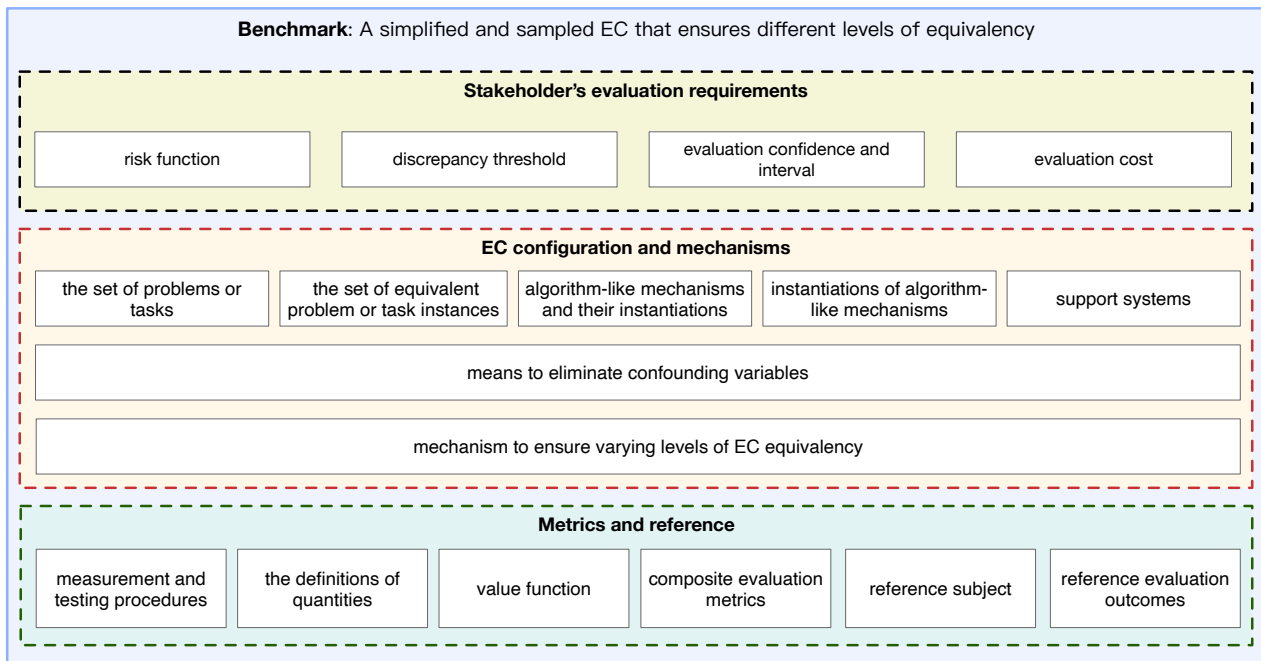 Benchmark: A simplified and sampled EC that ensures different levels of equivalency
Stakeholder's evaluation requirements
risk function
discrepancy threshold
evaluation confidence and
interval
evaluation cost
EC configuration and mechanisms
the set of problems or
tasks
the set of equivalent
problem or task instances
algorithm-like mechanisms
and their instantiations
instantiations of algorithm-
like mechanisms
support systems
means to eliminate confounding variables
mechanism to ensure varying levels of EC equivalency
Metrics and reference
measurement and
testing procedures
the definitions of
quantities
value function
composite evaluation
metrics
reference subject
reference evaluation
outcomes